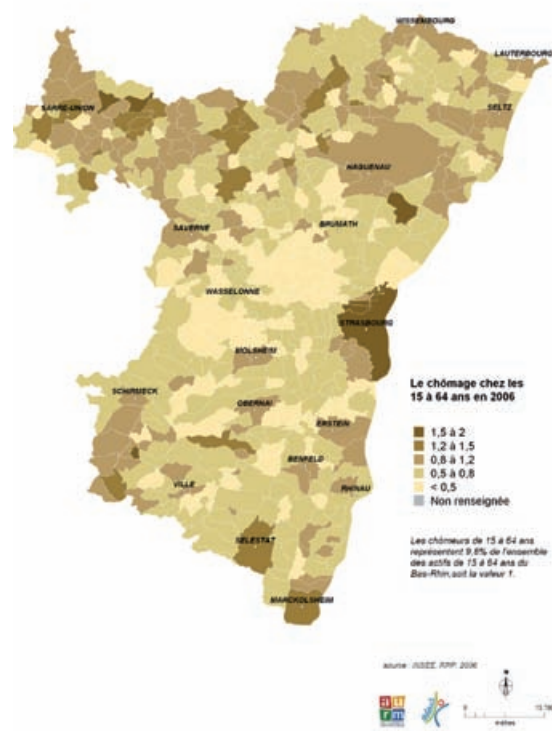 WISSEMBOURG
LAUTERBOURG
SARRE-UNION
SELTZ
HAGUENAU
BRUMATH
SAVERNE
WASSELONNE
STRASBOURG
MOLSHEIM
SCHIRMECK
OBERNAI
ERSTEIN
BENFELD
VILLE
RHINAU
SELESTAT
MARCKOLSHEIM
Le chômage chez les
15 à 64 ans en 2006
1,5 à 2
1,2 à 1,5
0,8 à 1,2
0,5 à 0,8
< 0,5
Non renseignée
Les chômeurs de 15 à 64 ans
représentent 9,8% de l'ensemble
des actifs de 15 à 64 ans du
Bas-Rhin,soit la valeur 1.
source : INSEE, RRP, 2006
0
mètres